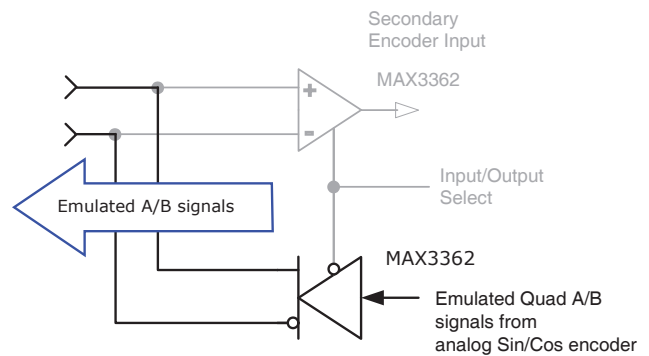 Secondary
Encoder Input
MAX3362
+
-
Input/Output
Select
Emulated A/B signals
MAX3362
Emulated Quad A/B
signals from
analog Sin/Cos encoder